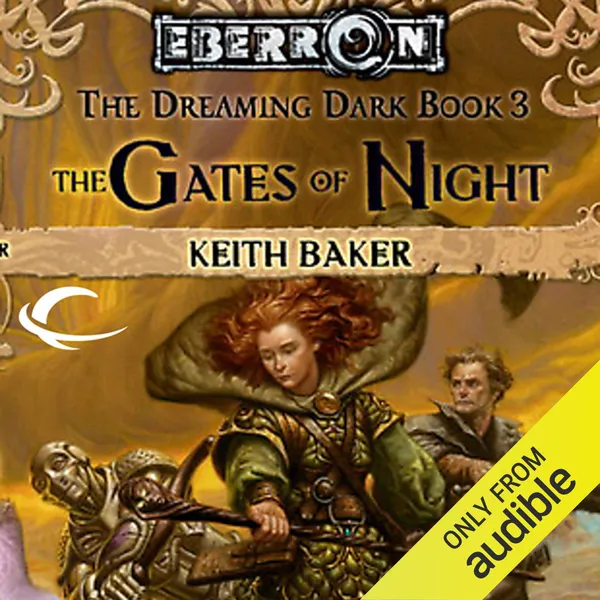 EBERRON
THE DREAMING DARK BOOK 3
THE GATES OF NIGHT
R
KEITH BAKER
ONLY FROM
audible